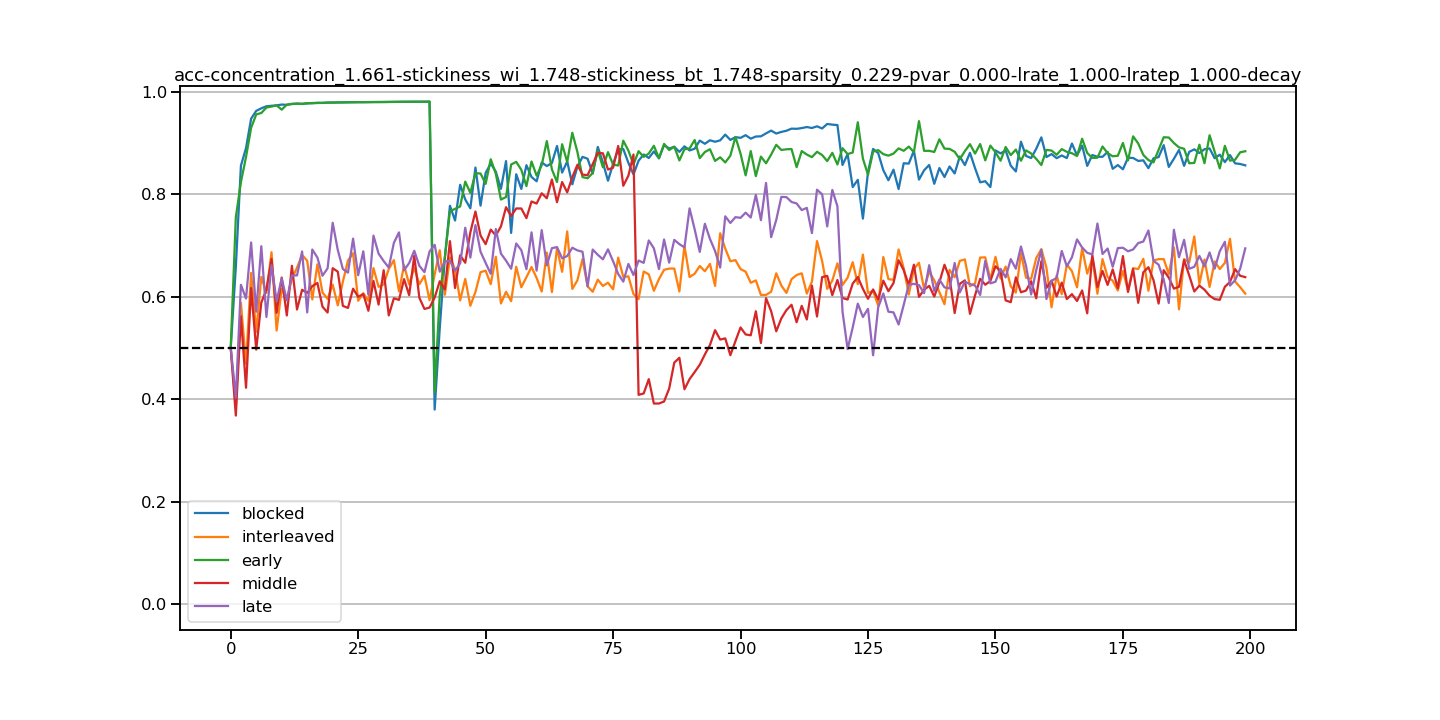 acc-concentration_1.661-stickiness_wi_1.748-stickiness_bt_1.748-sparsity_0.229-pvar_0.000-lrate_1.000-lratep_1.000-decay
1.0
0.8
0.6
0.4
0.2
0.0
blocked
interleaved
early
middle
late
0 25 50 75 100 125 150 175 200